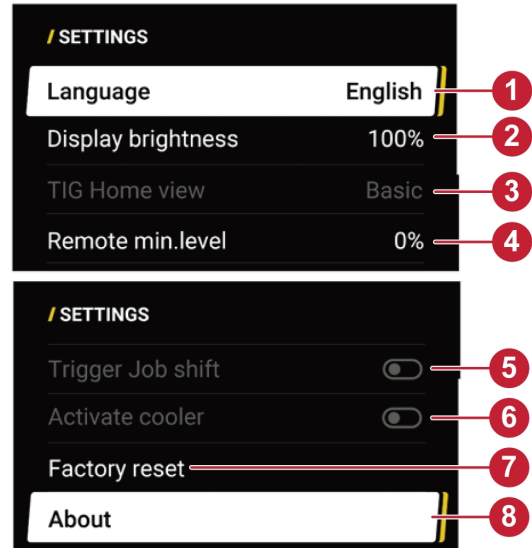 / SETTINGS
Language English 1
Display brightness 100% 2
TIG Home view Basic 3
Remote min.level 0% 4
/ SETTINGS
Trigger Job shift 5
Activate cooler 6
Factory reset 7
About 8